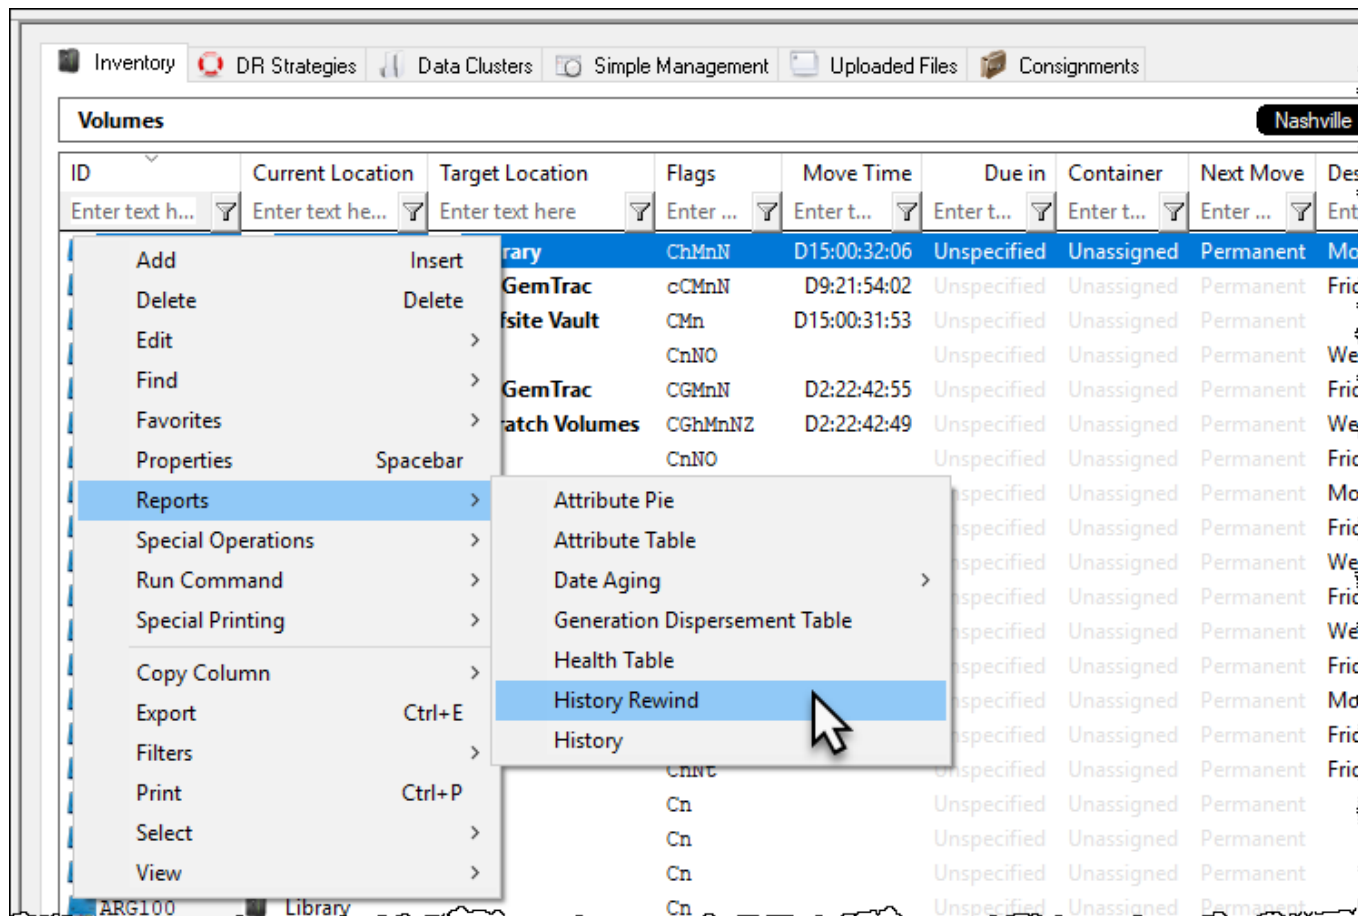 Inventory DR Strategies Data Clusters Simple Management Uploaded Files Consignments
Volumes Nashville
ID Current Location Target Location Flags Move Time Due in Container Next Move
Enter text h... Enter text he... Enter text here Enter ... Enter t... Enter t... Enter t... Enter ...
ChMnN D15:00:32:06 Unspecified Unassigned Permanent
GemTrac cCMnN D9:21:54:02 Unspecified Unassigned Permanent
Vault CMn D15:00:31:53 Unspecified Unassigned Permanent
CnNO Unspecified Unassigned Permanent
GemTrac CGMnN D2:22:42:55 Unspecified Unassigned Permanent
Volumes CGhMnNZ D2:22:42:49 Unspecified Unassigned Permanent
CnNO Unspecified Unassigned Permanent
Unassigned Permanent
Unassigned Permanent
Unassigned Permanent
Unassigned Permanent
Unassigned Permanent
Unassigned Permanent
Unassigned Permanent
Unassigned Permanent
Unassigned Permanent
Cn Unspecified Unassigned Permanent
Cn Unspecified Unassigned Permanent
Cn Unspecified Unassigned Permanent
ARG100 Library Cn Unspecified Unassigned Permanent
Add Insert
Delete Delete
Edit
Find
Favorites
Properties Spacebar
Reports
Special Operations
Run Command
Special Printing
Copy Column
Export Ctrl+E
Filters
Print Ctrl+P
Select
View
Attribute Pie
Attribute Table
Date Aging
Generation Dispersement Table
Health Table
History Rewind
History